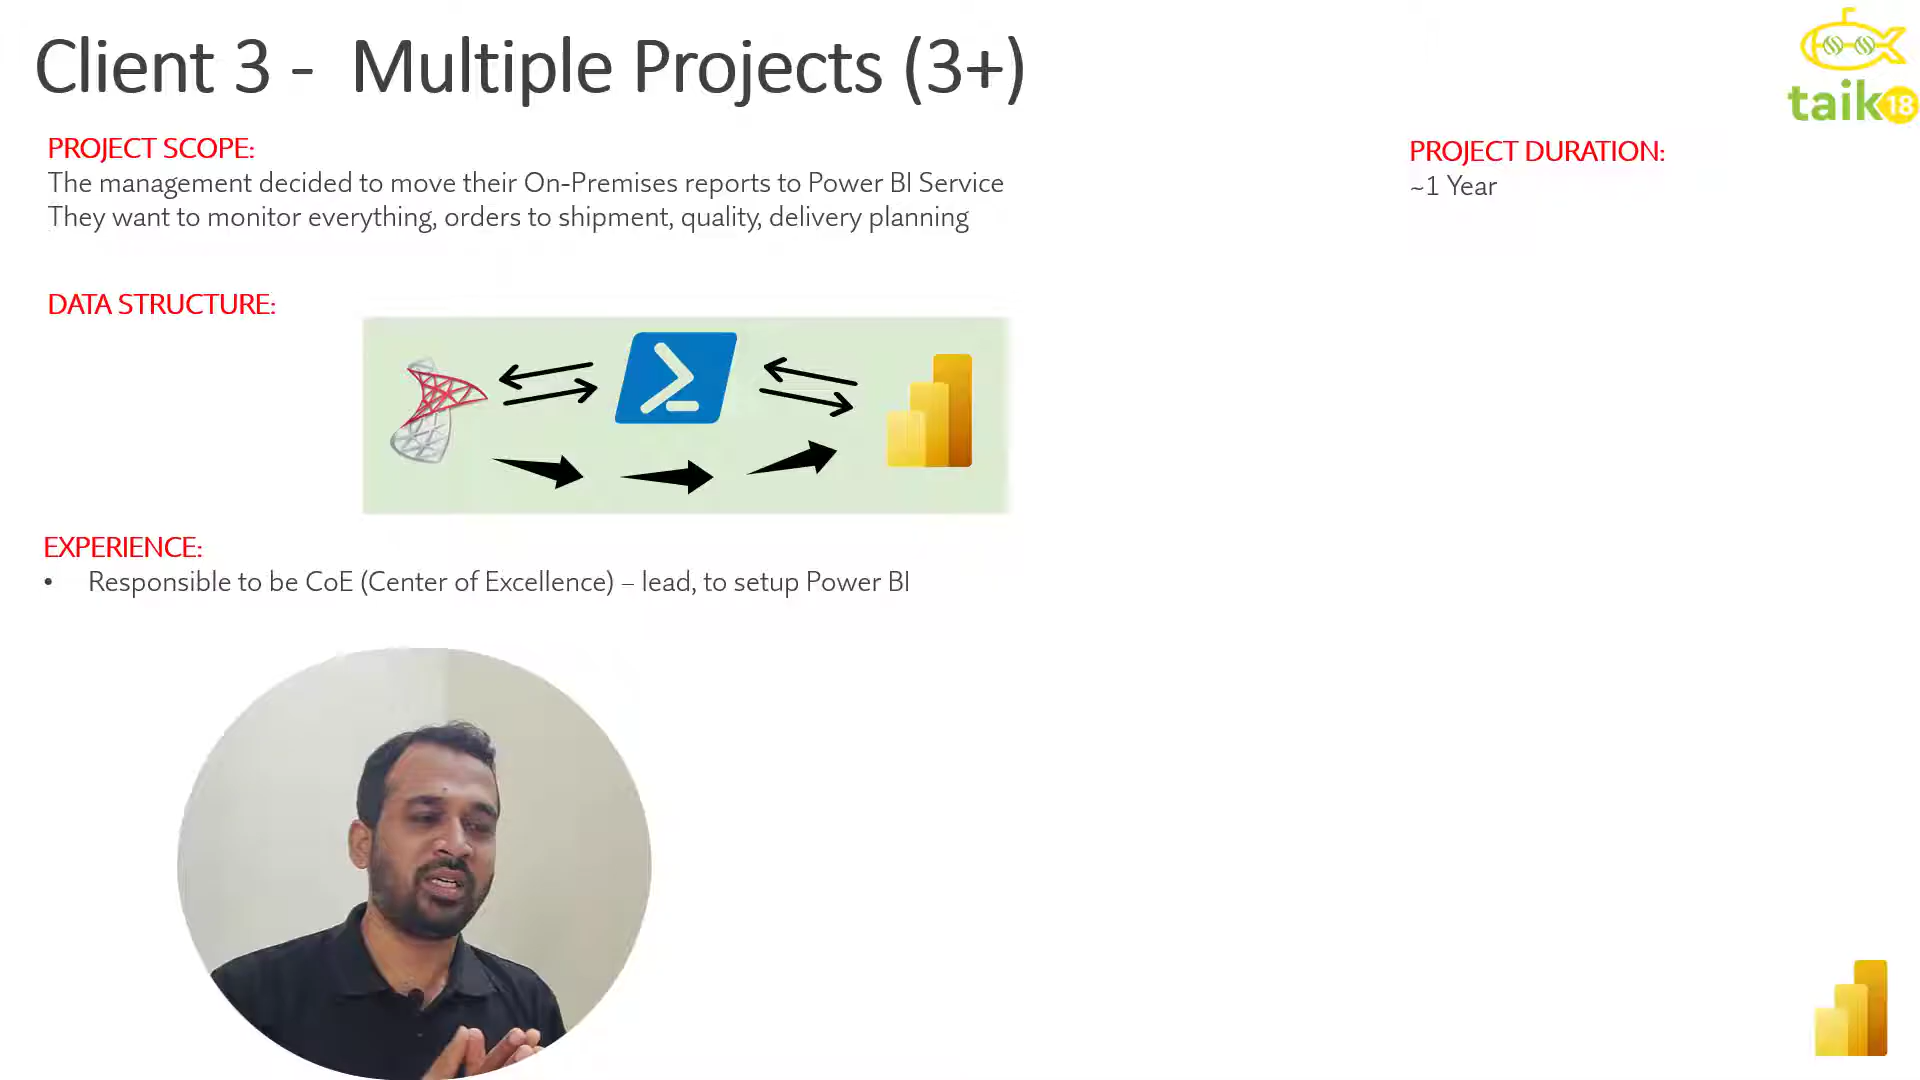 Client 3 - Multiple Projects (3+)
taik18
PROJECT SCOPE:
The management decided to move their On-Premises reports to Power BI Service
They want to monitor everything, orders to shipment, quality, delivery planning
PROJECT DURATION:
~1 Year
DATA STRUCTURE:
EXPERIENCE:
• Responsible to be CoE (Center of Excellence) – lead, to setup Power BI